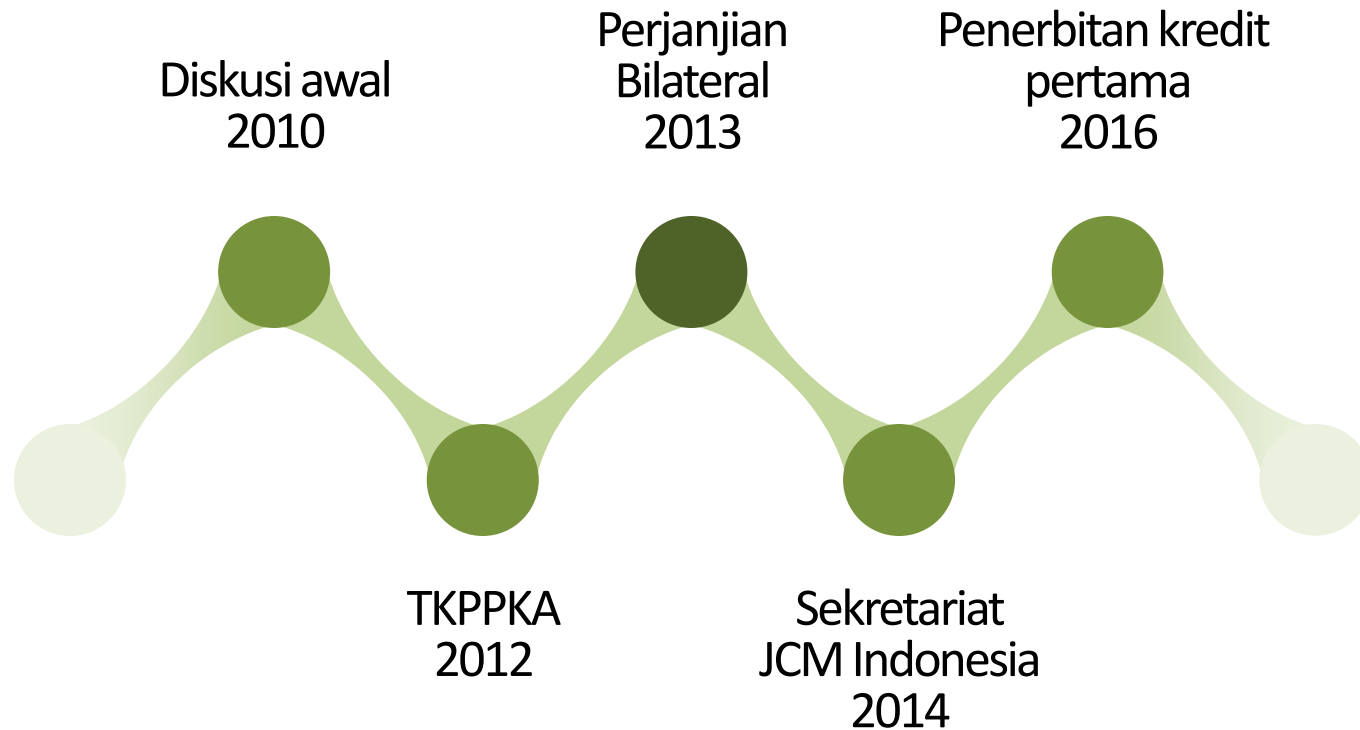 Diskusi awal
2010
TKPPKA
2012
Perjanjian
Bilateral
2013
Sekretariat
JCM Indonesia
2014
Penerbitan kredit
pertama
2016